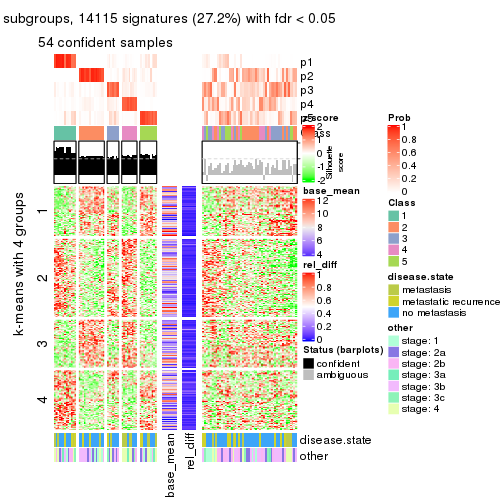 subgroups, 14115 signatures (27.2%) with fdr < 0.05
54 confident samples
p1
p2
p3
p4
z-score
2
1
0
-1
-2
Silhouette
score
k-means with 4 groups
1
2
3
4
base_mean
12
10
8
6
4
rel_diff
1
0.8
0.6
0.4
0.2
0
Status (barplots)
confident
ambiguous
Prob
1
0.8
0.6
0.4
0.2
0
Class
1
2
3
4
5
disease.state
metastasis
metastatic recurrence
no metastasis
other
stage: 1
stage: 2a
stage: 2b
stage: 3a
stage: 3b
stage: 3c
stage: 4
disease.state
other
base_mean
rel_diff